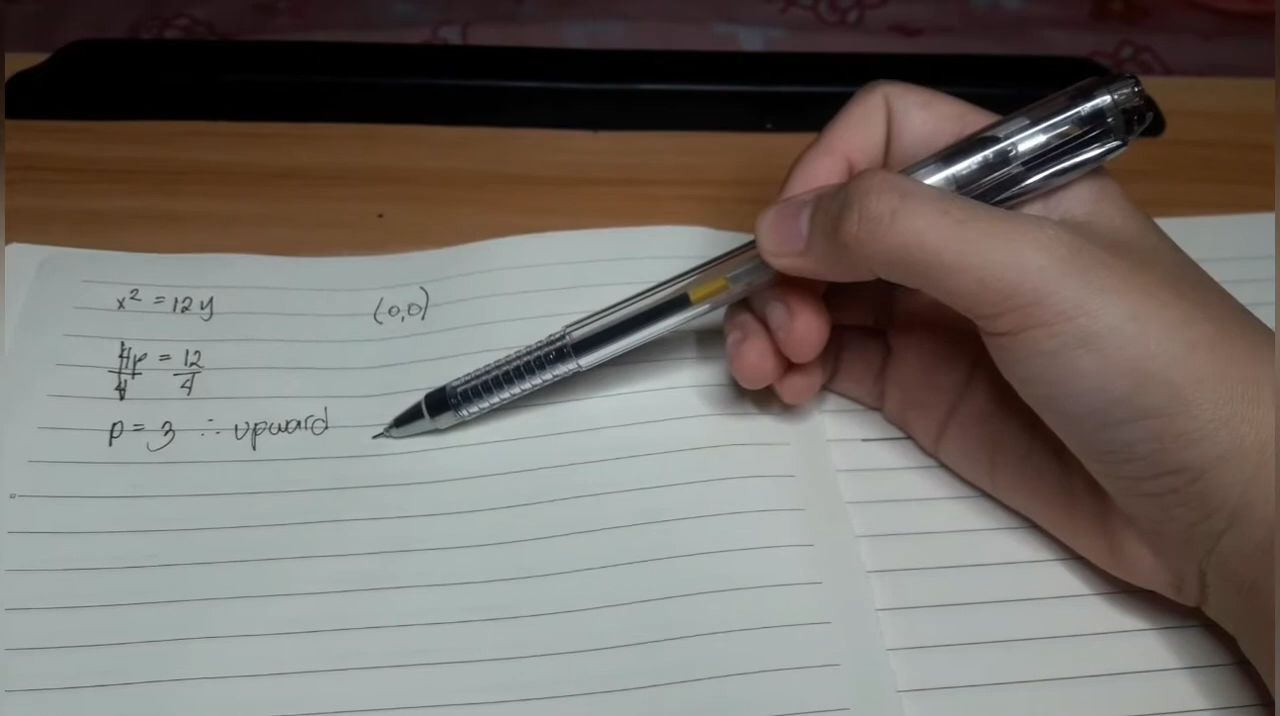 x² = 12y (0,0)
4p/4 = 12/4
p = 3 ∴ upward